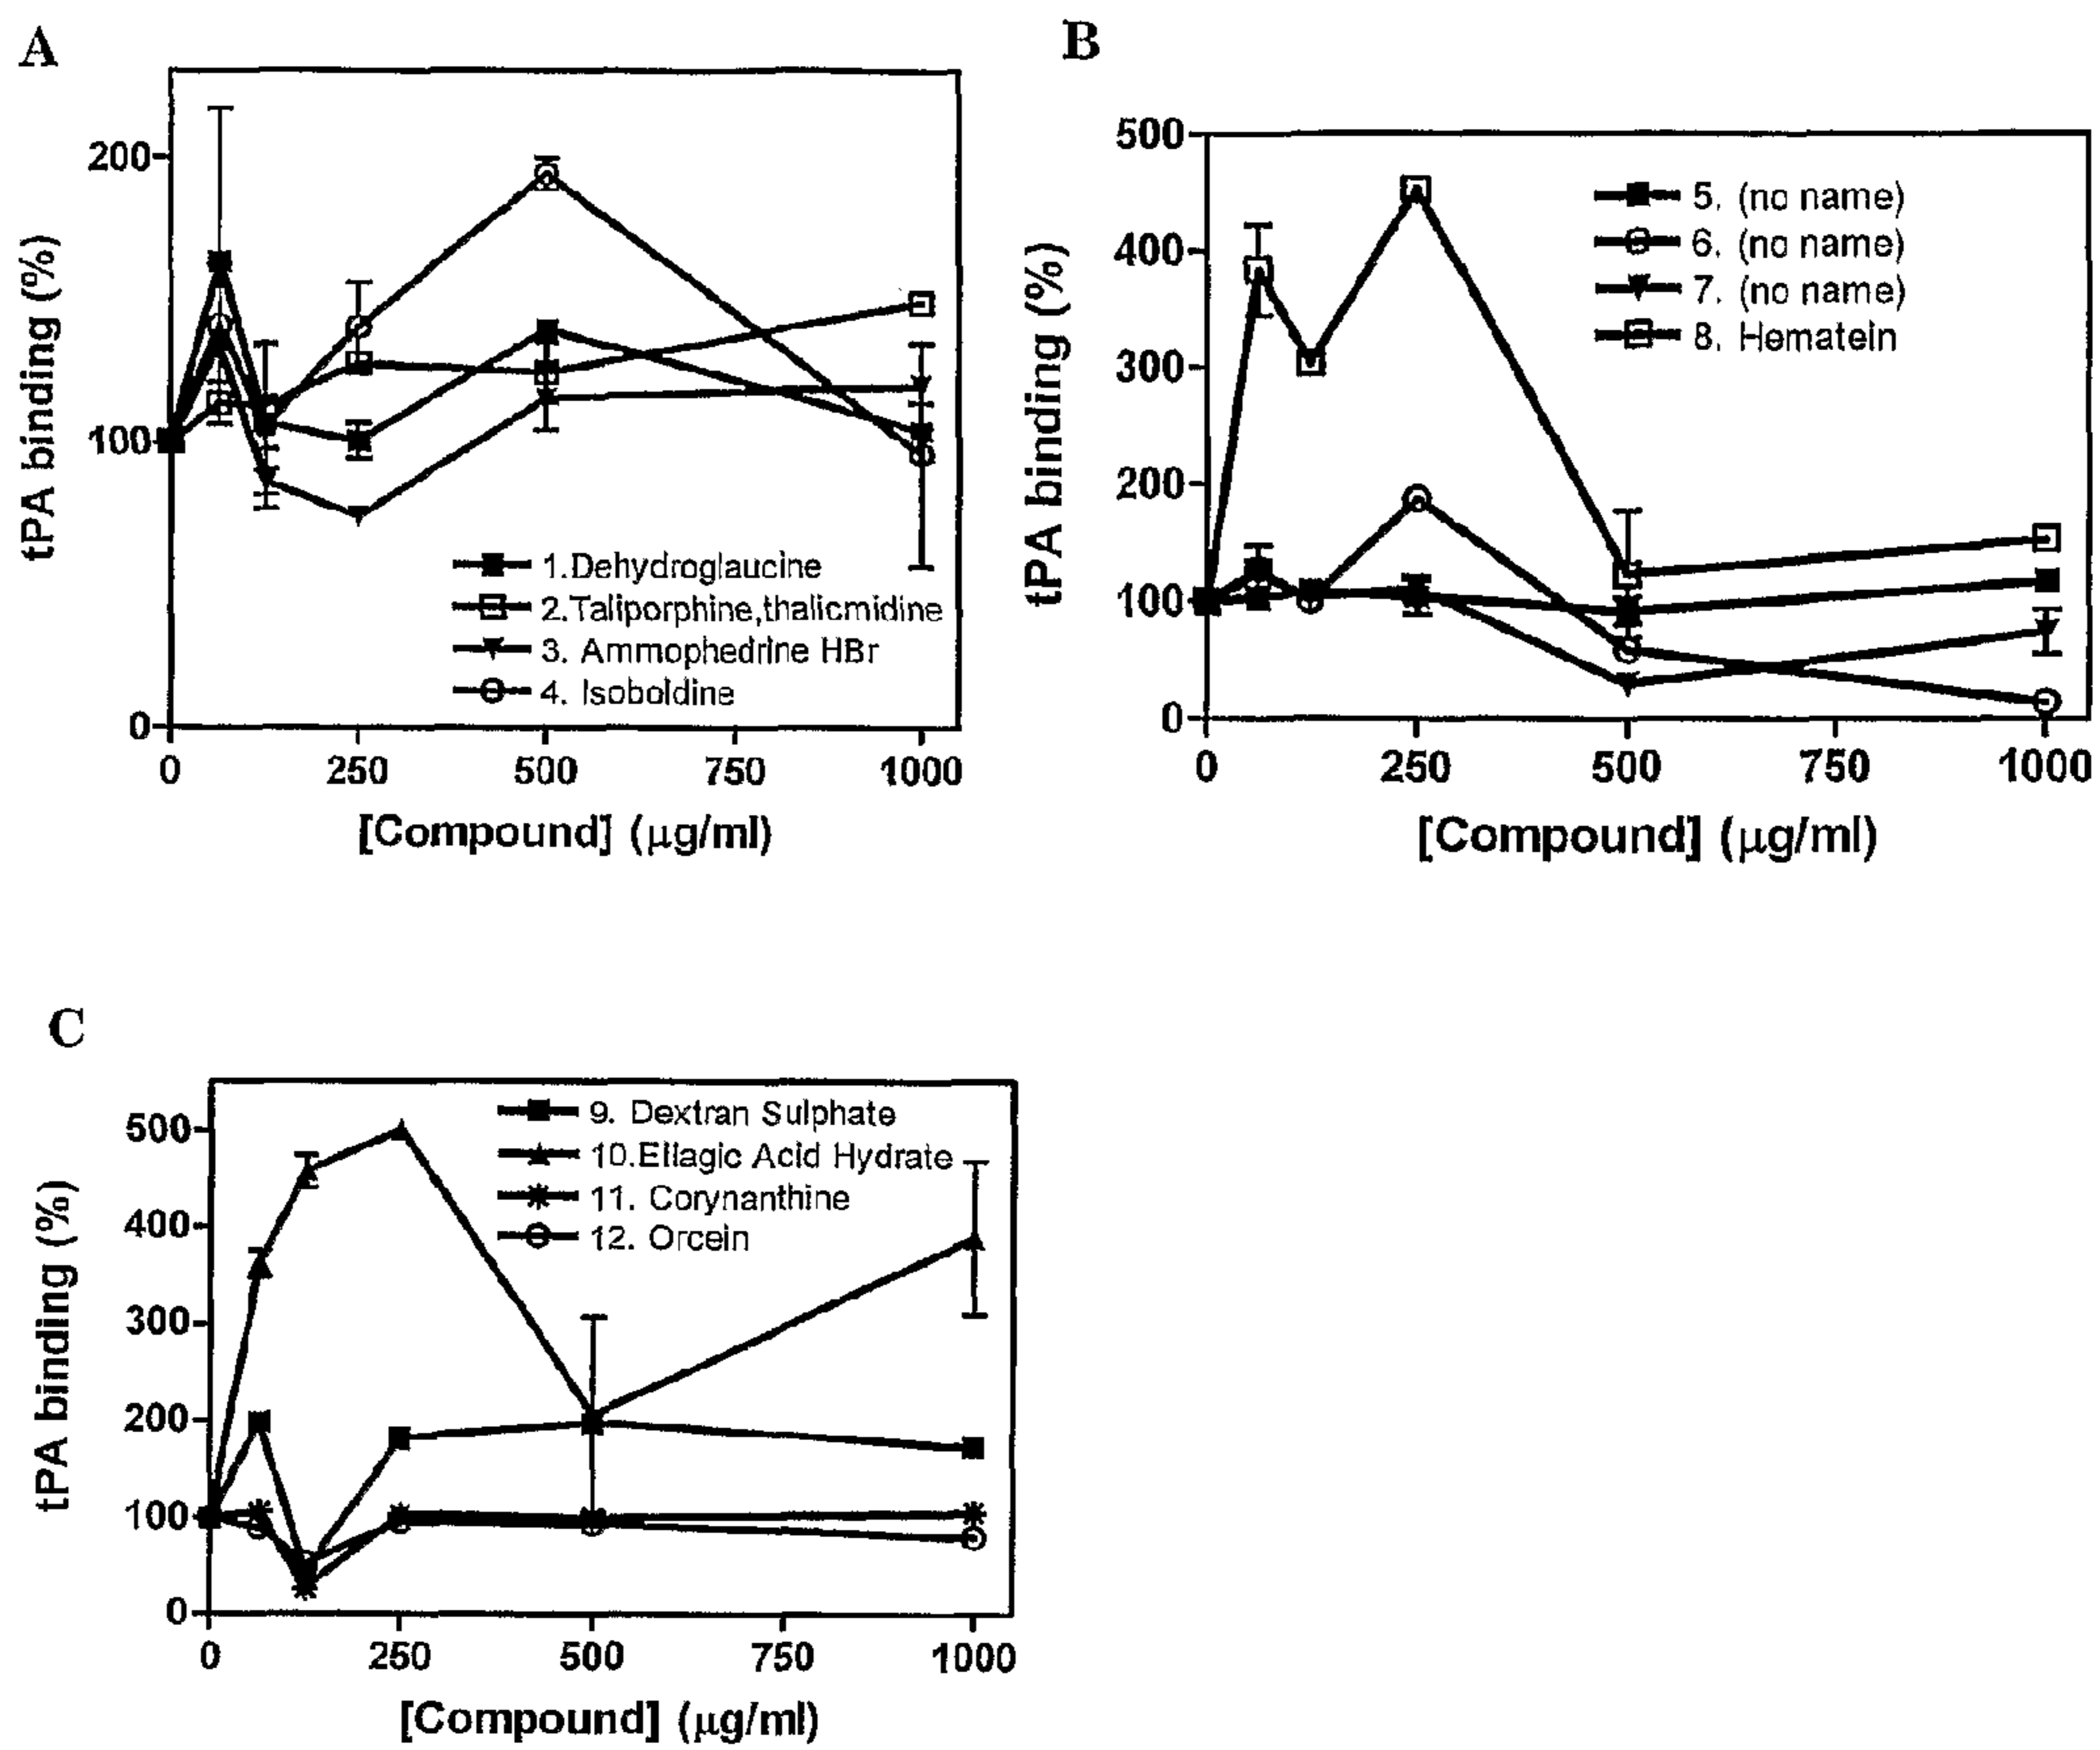 A
tPA binding (%)
200
100
0
1.Dehydroglaucine
2.Taliporphine,thalicmidine
3. Ammophedrine HBr
4. Isoboldine
0 250 500 750 1000
[Compound] (μg/ml)
B
tPA binding (%)
500
400
300
200
100
0
5. (no name)
6. (no name)
7. (no name)
8. Hematein
0 250 500 750 1000
[Compound] (μg/ml)
C
tPA binding (%)
500
400
300
200
100
0
9. Dextran Sulphate
10.Ellagic Acid Hydrate
11. Corynanthine
12. Orcein
0 250 500 750 1000
[Compound] (μg/ml)